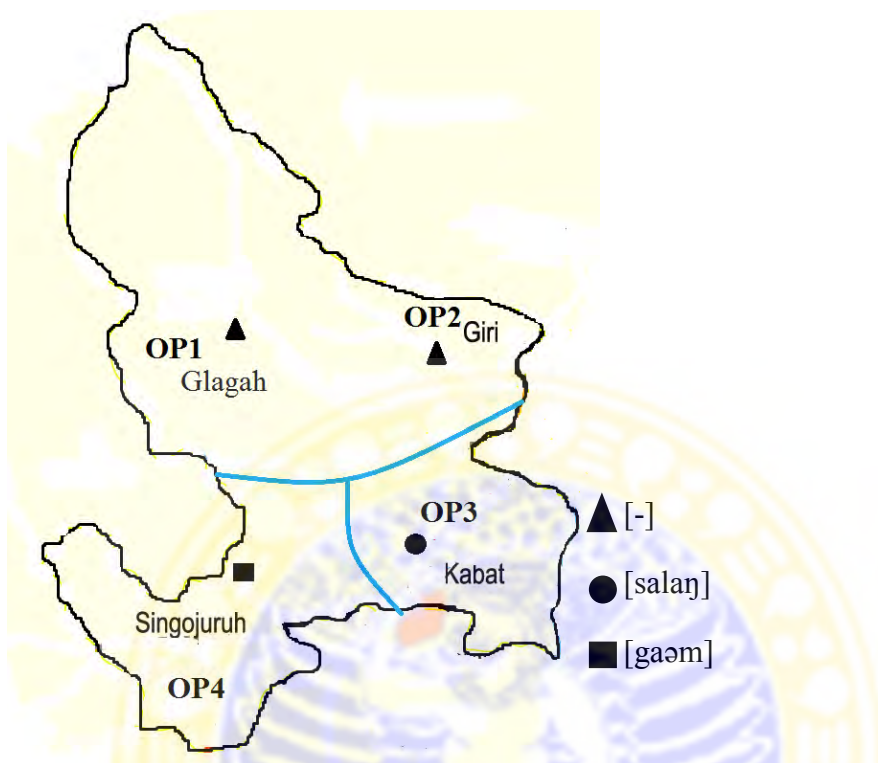 OP2 Giri
OP1
Glagah
OP3
Kabat
Singojuruh
OP4
[-]
[salaŋ]
[gaəm]